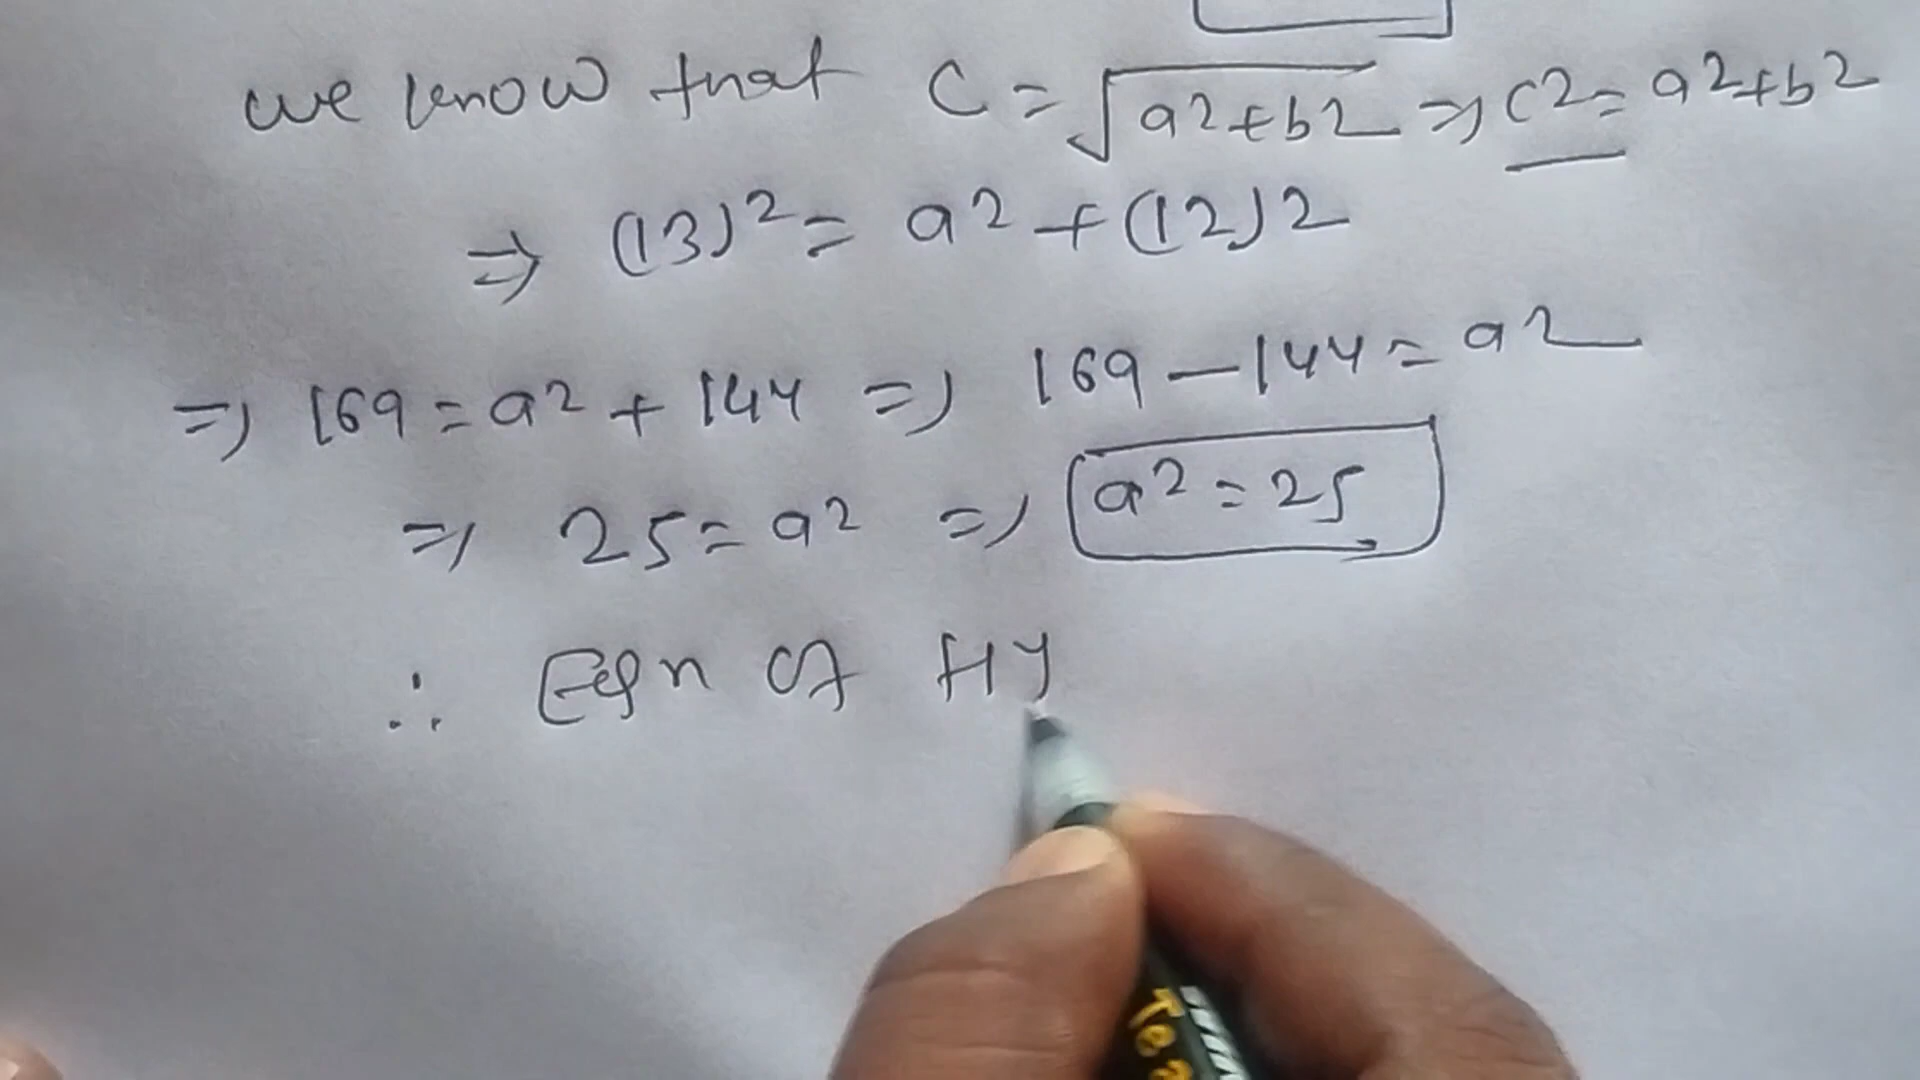 we know that C = √a2+b2 => c2 = a2+b2
=> (13)2 = a2 + (12)2
=> 169 = a2 + 144 => 169 - 144 = a2
=> 25 = a2 => a2 = 25
∴ Eqn of Hy